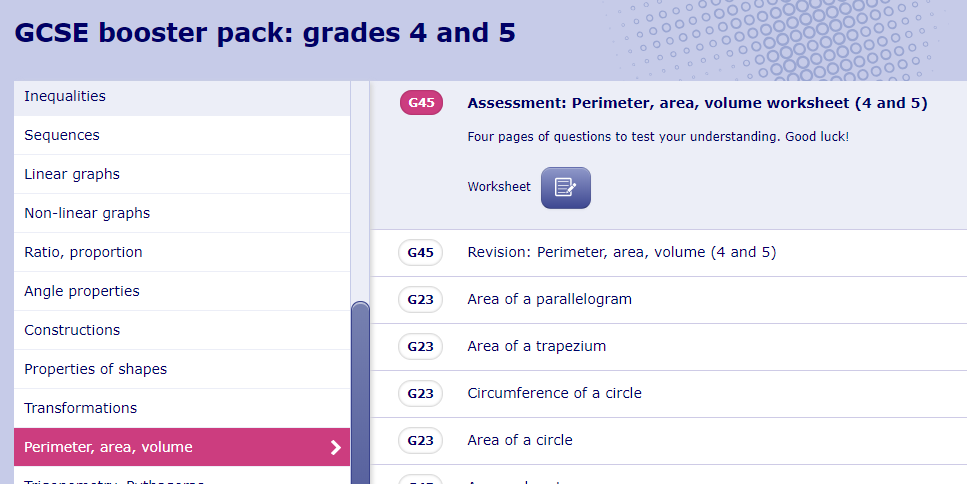 GCSE booster pack: grades 4 and 5
Inequalities
Sequences
Linear graphs
Non-linear graphs
Ratio, proportion
Angle properties
Constructions
Properties of shapes
Transformations
Perimeter, area, volume
G45 Assessment: Perimeter, area, volume worksheet (4 and 5)
Four pages of questions to test your understanding. Good luck!
Worksheet
G45 Revision: Perimeter, area, volume (4 and 5)
G23 Area of a parallelogram
G23 Area of a trapezium
G23 Circumference of a circle
G23 Area of a circle